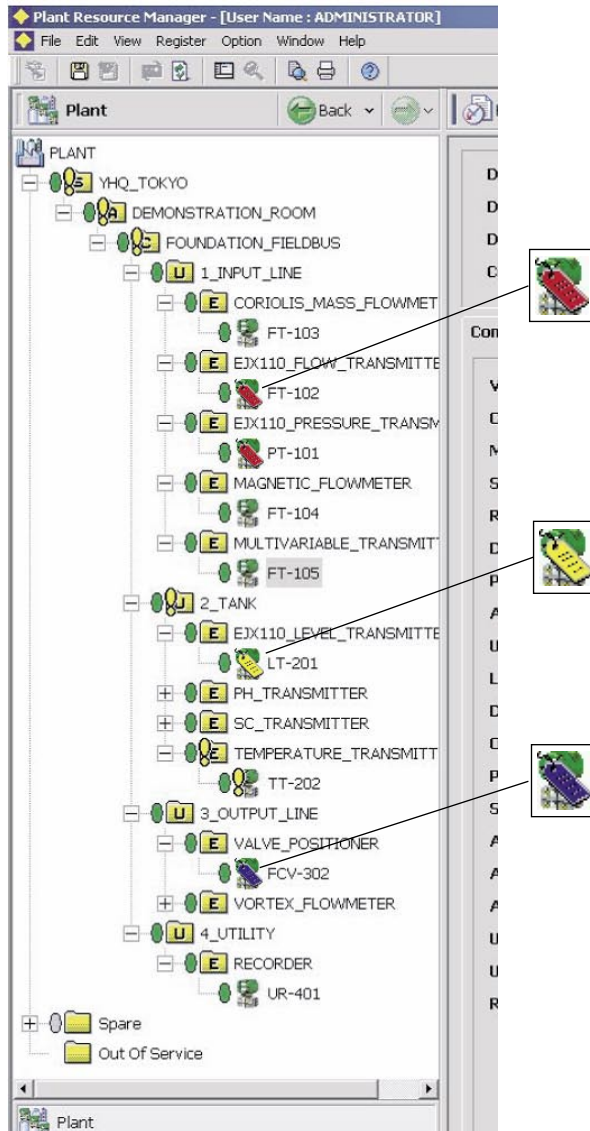 Plant Resource Manager - [User Name : ADMINISTRATOR]
File Edit View Register Option Window Help
Plant Back
PLANT
S YHQ_TOKYO
A DEMONSTRATION_ROOM
C FOUNDATION_FIELDBUS
U 1_INPUT_LINE
E CORIOLIS_MASS_FLOWMET
FT-103
E EJX110_FLOW_TRANSMITTE
FT-102
E EJX110_PRESSURE_TRANSM
PT-101
E MAGNETIC_FLOWMETER
FT-104
E MULTIVARIABLE_TRANSMIT
FT-105
U 2_TANK
E EJX110_LEVEL_TRANSMITTE
LT-201
E PH_TRANSMITTER
E SC_TRANSMITTER
E TEMPERATURE_TRANSMITT
TT-202
U 3_OUTPUT_LINE
E VALVE_POSITIONER
FCV-302
E VORTEX_FLOWMETER
U 4_UTILITY
E RECORDER
UR-401
Spare
Out Of Service
Plant
D
D
D
Con